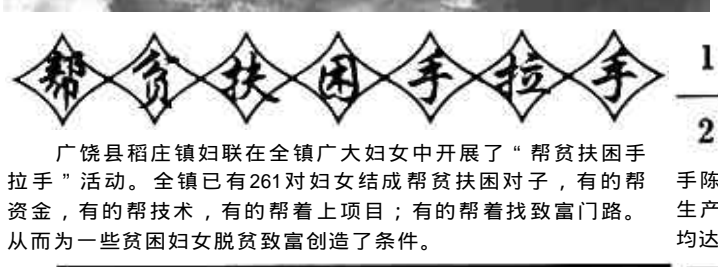 帮贫扶困手拉手
广饶县稻庄镇妇联在全镇广大妇女中开展了“帮贫扶困手
拉手”活动。全镇已有261对妇女结成帮贫扶困对子，有的帮
资金，有的帮技术，有的帮着上项目；有的帮着找致富门路。
从而为一些贫困妇女脱贫致富创造了条件。
1
2
手陈
生产
均达